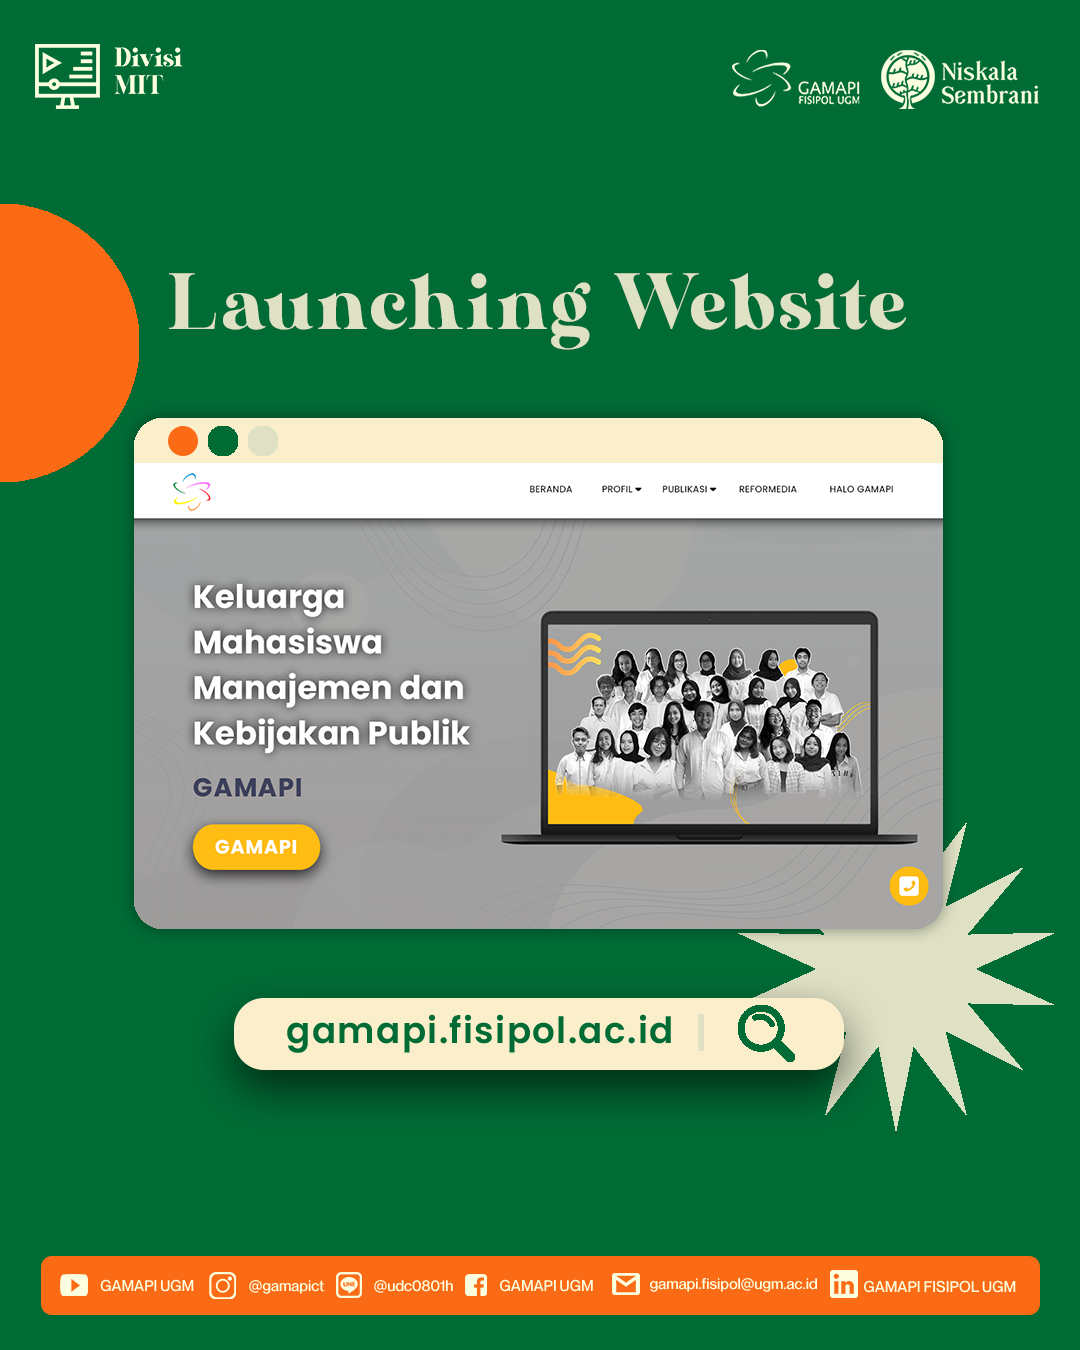 Divisi
MIT
GAMAPI
FISIPOL UGM
Niskala
Sembrani
Launching Website
BERANDA PROFIL PUBLIKASI REFORMEDIA HALO GAMAPI
Keluarga
Mahasiswa
Manajemen dan
Kebijakan Publik
GAMAPI
GAMAPI
gamapi.fisipol.ac.id
GAMAPI UGM @gamapict LINE @udc0801h GAMAPI UGM gamapi.fisipol@ugm.ac.id in GAMAPI FISIPOL UGM